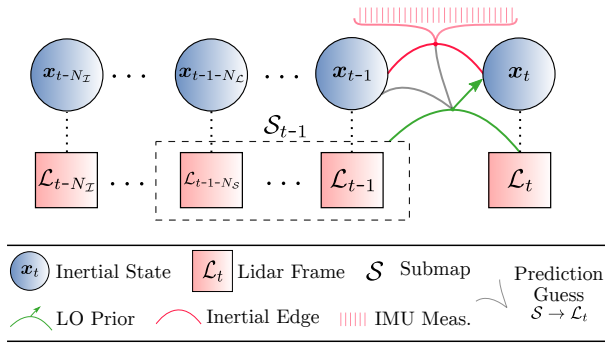 x_{t-N_I} ... x_{t-1-N_L} ... x_{t-1} x_t
S_{t-1}
L_{t-N_I} ... L_{t-1-N_S} ... L_{t-1} L_t
x_t Inertial State L_t Lidar Frame S Submap
Prediction
Guess
S → L_t
LO Prior Inertial Edge IMU Meas.